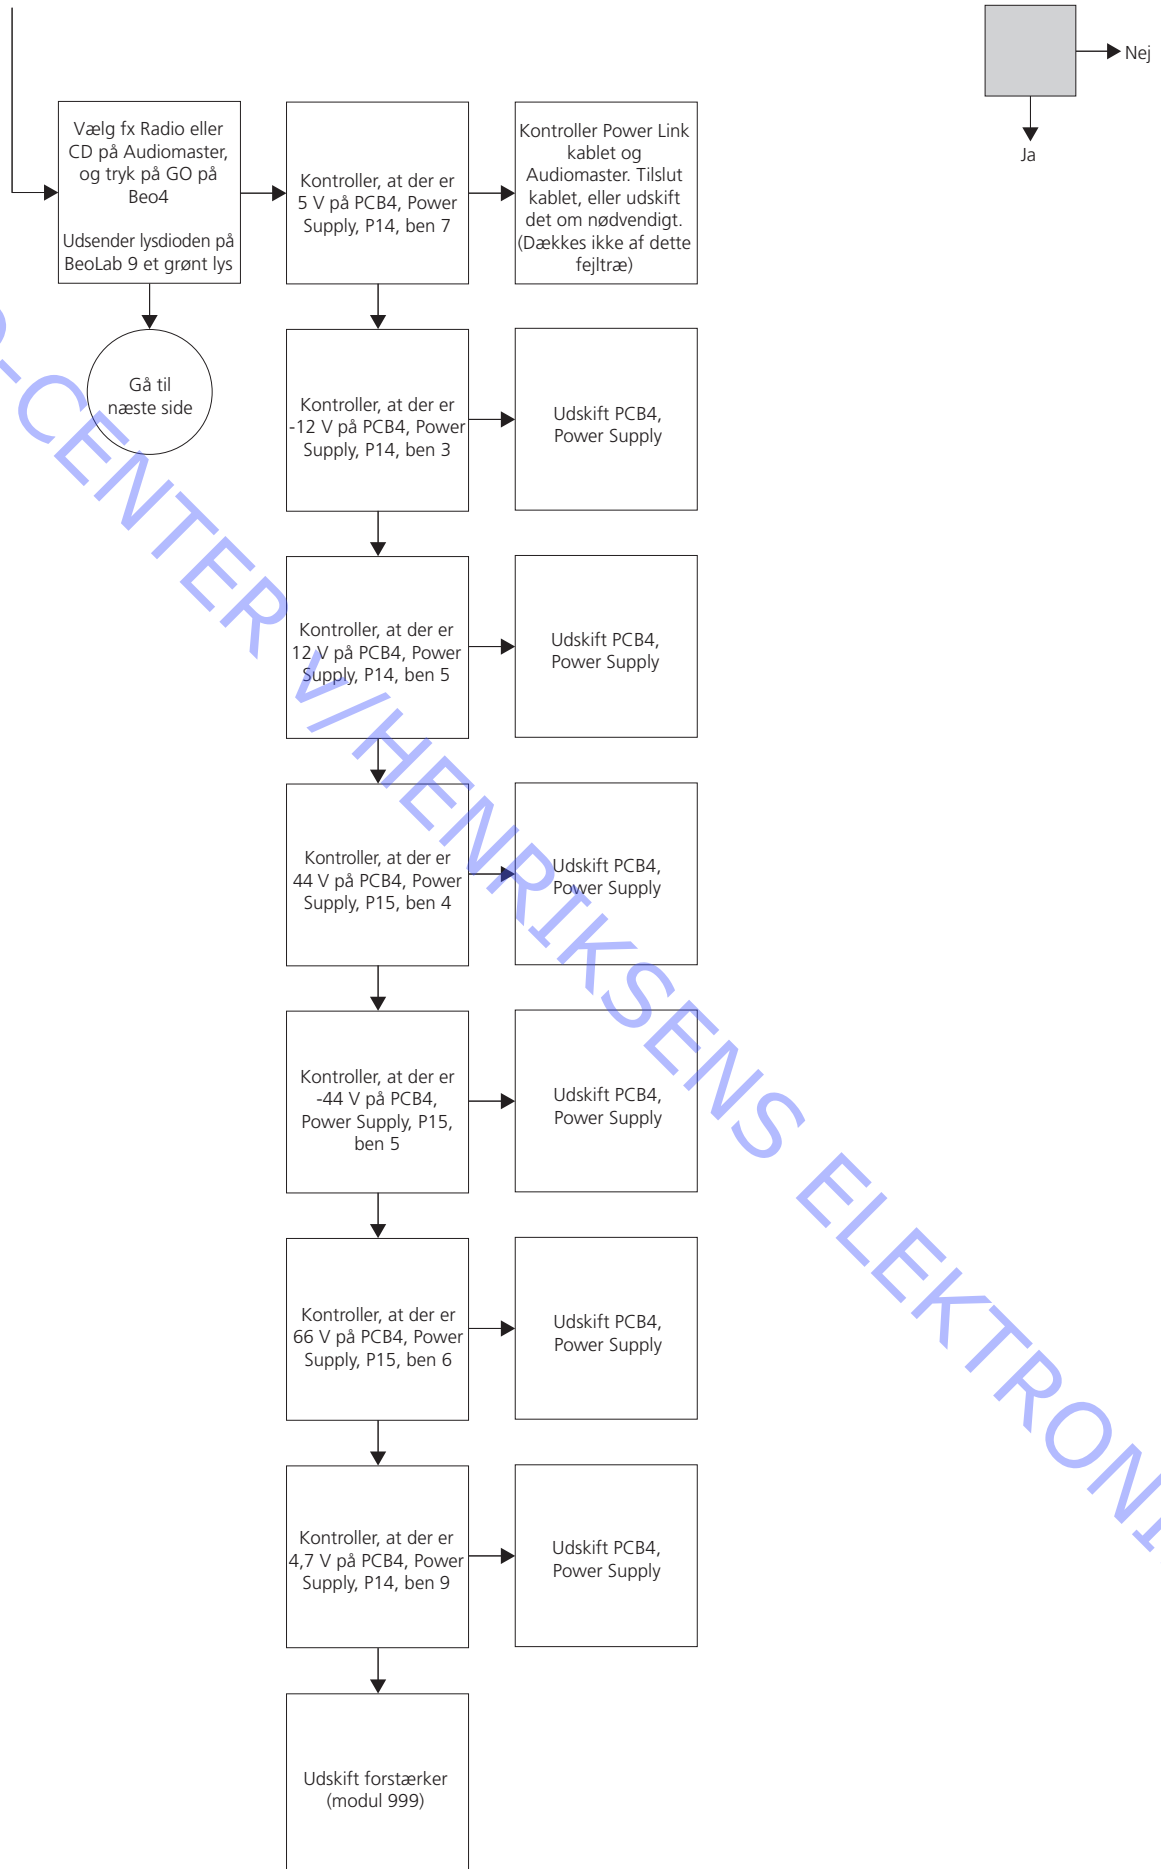 Nej
Ja
Vælg fx Radio eller
CD på Audiomaster,
og tryk på GO på
Beo4
Udsender lysdioden på
BeoLab 9 et grønt lys
Kontroller, at der er
5 V på PCB4, Power
Supply, P14, ben 7
Kontroller Power Link
kablet og
Audiomaster. Tilslut
kablet, eller udskift
det om nødvendigt.
(Dækkes ikke af dette
fejltræ)
Gå til
næste side
Kontroller, at der er
-12 V på PCB4, Power
Supply, P14, ben 3
Udskift PCB4,
Power Supply
Kontroller, at der er
12 V på PCB4, Power
Supply, P14, ben 5
Udskift PCB4,
Power Supply
Kontroller, at der er
44 V på PCB4, Power
Supply, P15, ben 4
Udskift PCB4,
Power Supply
Kontroller, at der er
-44 V på PCB4,
Power Supply, P15,
ben 5
Udskift PCB4,
Power Supply
Kontroller, at der er
66 V på PCB4, Power
Supply, P15, ben 6
Udskift PCB4,
Power Supply
Kontroller, at der er
4,7 V på PCB4, Power
Supply, P14, ben 9
Udskift PCB4,
Power Supply
Udskift forstærker
(modul 999)
-CENTER V/HENRIKSENS ELEKTRONI